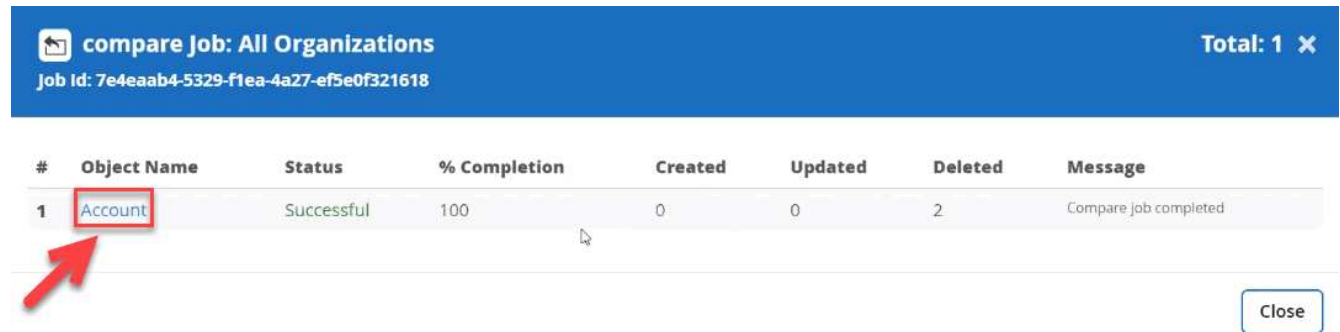 compare Job: All Organizations Total: 1 ×
Job Id: 7e4eaab4-5329-f1ea-4a27-ef5e0f321618
# Object Name Status % Completion Created Updated Deleted Message
1 Account Successful 100 0 0 2 Compare job completed
Close